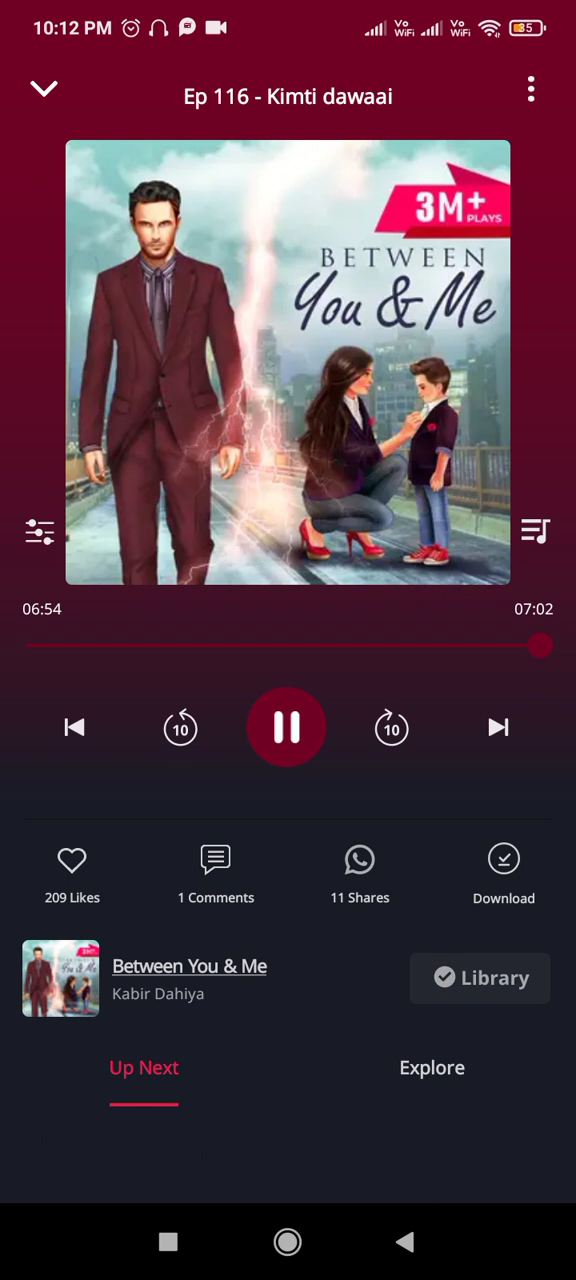 10:12 PM
Vo
WiFi
Vo
WiFi
35
Ep 116 - Kimti dawaai
3M+
PLAYS
BETWEEN
You & Me
06:54
07:02
10
10
209 Likes
1 Comments
11 Shares
Download
Between You & Me
Kabir Dahiya
Library
Up Next
Explore